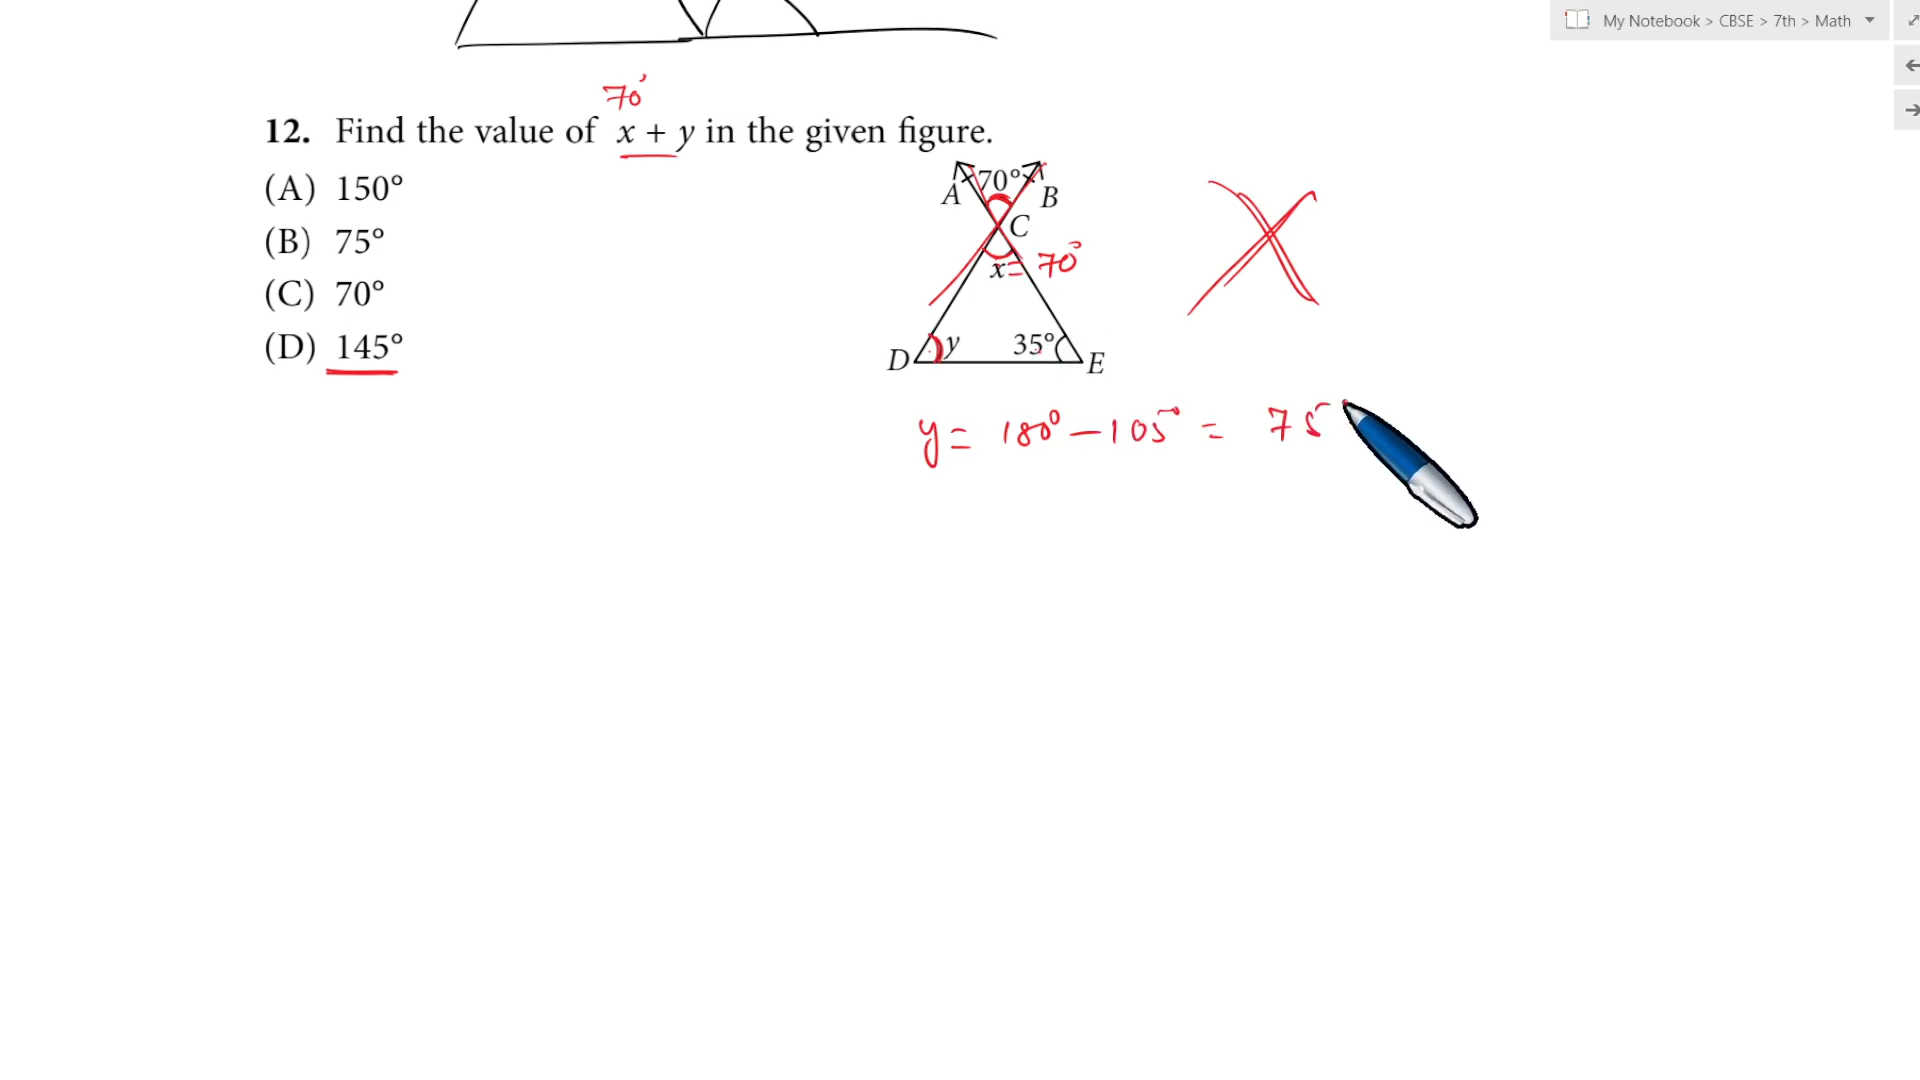 My Notebook > CBSE > 7th > Math
70°
12. Find the value of x + y in the given figure.
(A) 150°
(B) 75°
(C) 70°
(D) 145°
70°
A
B
C
x = 70°
y
35°
D
E
y = 180° - 105° = 75